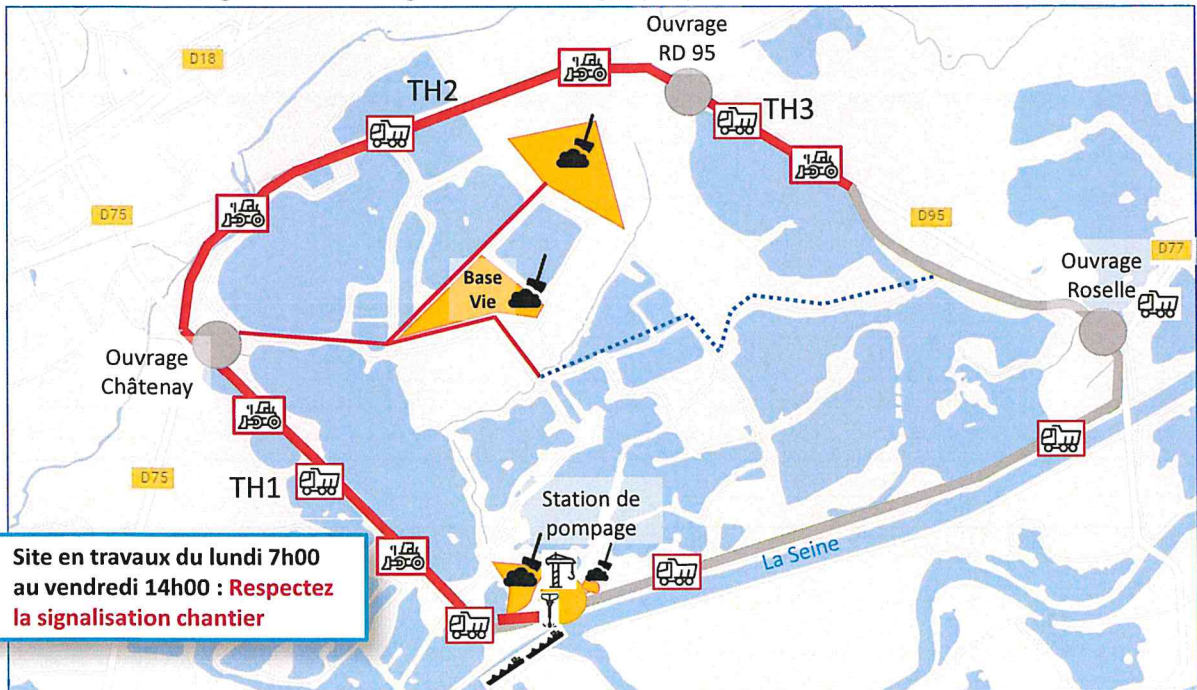 Ouvrage
RD 95
D18
TH2
TH3
D75
D95
D77
Ouvrage
Roselle
Base
Vie
Ouvrage
Châtenay
D75
TH1
Station de
pompage
La Seine
Site en travaux du lundi 7h00
au vendredi 14h00 : Respectez
la signalisation chantier